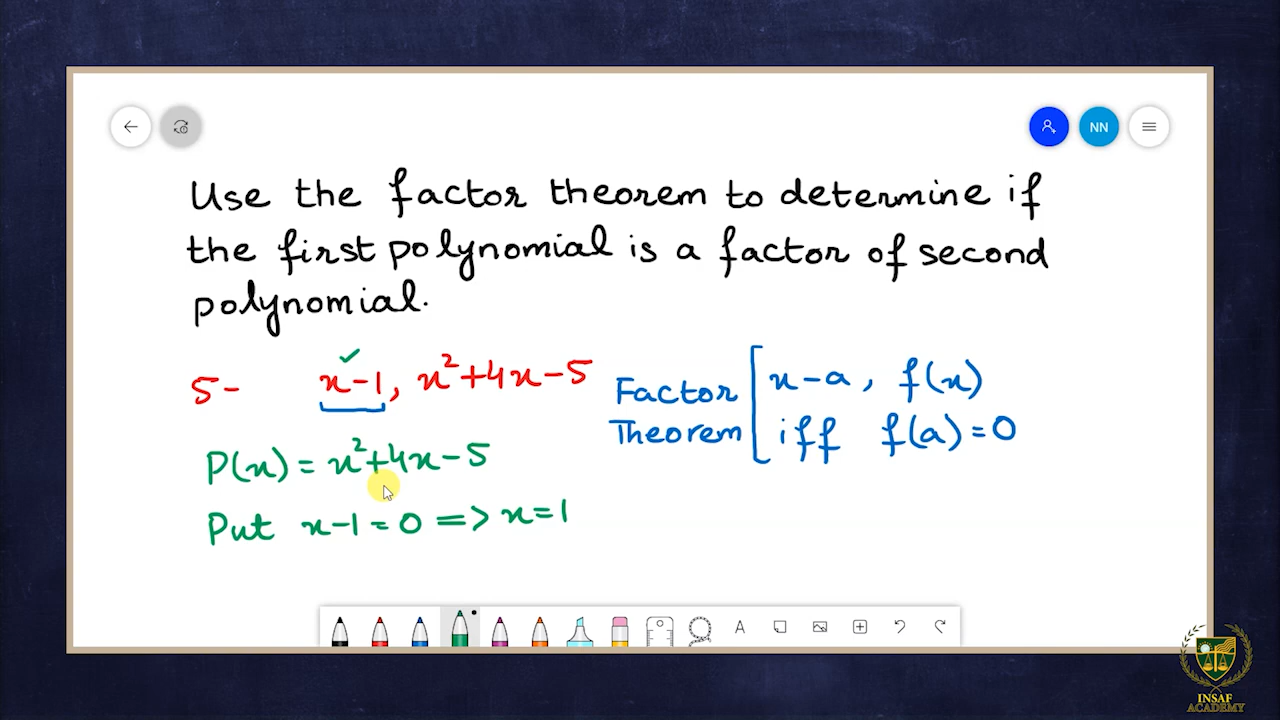 NN
Use the factor theorem to determine if
the first polynomial is a factor of second
polynomial.
5- x-1, x²+4x-5
Factor Theorem [ x-a, f(x)
iff f(a)=0
P(x) = x²+4x-5
Put x-1=0 => x=1
A
INSAF
ACADEMY